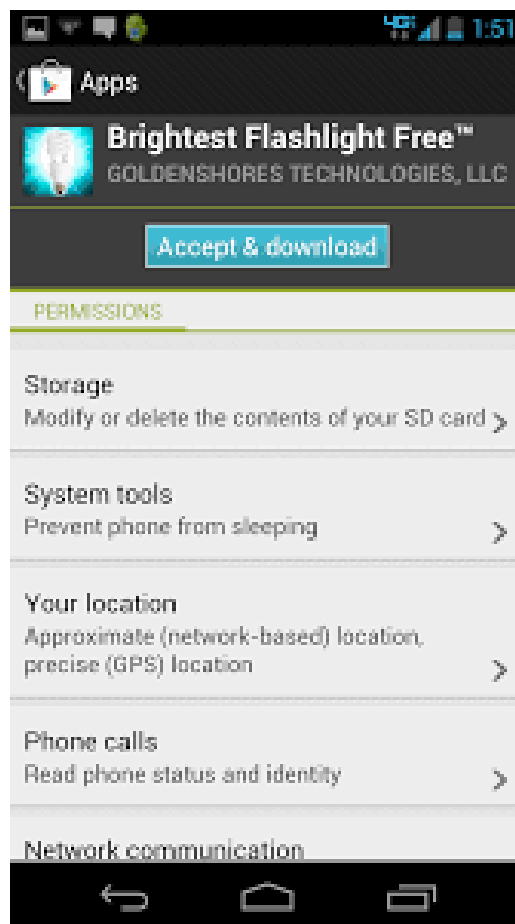 4G 1:51
Apps
Brightest Flashlight Free™
GOLDENSHORES TECHNOLOGIES, LLC
Accept & download
PERMISSIONS
Storage
Modify or delete the contents of your SD card
System tools
Prevent phone from sleeping
Your location
Approximate (network-based) location,
precise (GPS) location
Phone calls
Read phone status and identity
Network communication